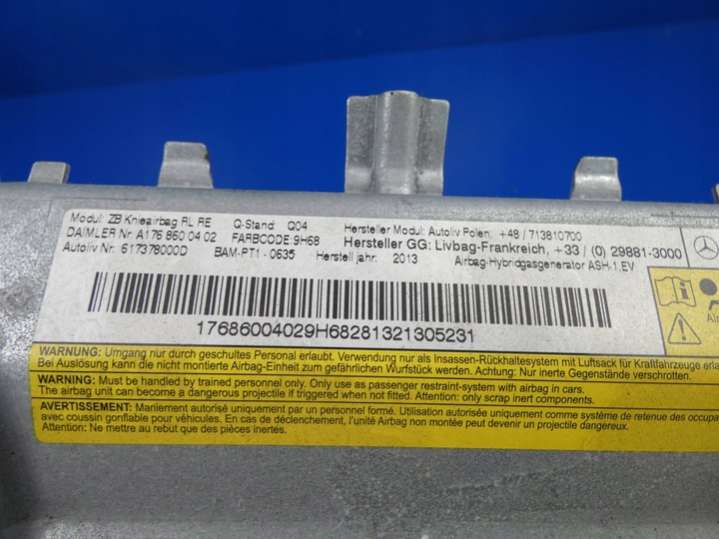 Modul: ZB Knieairbag RL RE Q-Stand: Q04 Hersteller Modul: Autoliv Polen: +48 / 713810700
DAIMLER Nr. A176 860 04 02 FARBCODE:9H68 Hersteller GG: Livbag-Frankreich, +33 / (0) 29881-3000
Autoliv Nr: 617378000D BAM-PT1 - 0635 Herstelljahr: 2013 Airbag-Hybridgasgenerator ASH-1,EV
17686004029H68281321305231
WARNUNG: Umgang nur durch geschultes Personal erlaubt. Verwendung nur als Insassen-Rückhaltesystem mit Luftsack für Kraftfahrzeuge
Bei Auslösung kann die nicht montierte Airbag-Einheit zum gefährlichen Wurfstück werden. Achtung: Nur inerte Gegenstände verschrotten.
WARNING: Must be handled by trained personnel only. Only use as passenger restraint-system with airbag in cars.
The airbag unit can become a dangerous projectile if triggered when not fitted. Attention: only scrap inert components.
AVERTISSEMENT: Maniement autorisé uniquement par un personnel formé. Utilisation autorisée uniquement comme système de retenue des
avec coussin gonflable pour véhicules. En cas de déclenchement, l'unité Airbag non montée peut devenir un projectile dangereux.
Attention: Ne mettre au rebut que des pièces inertes.